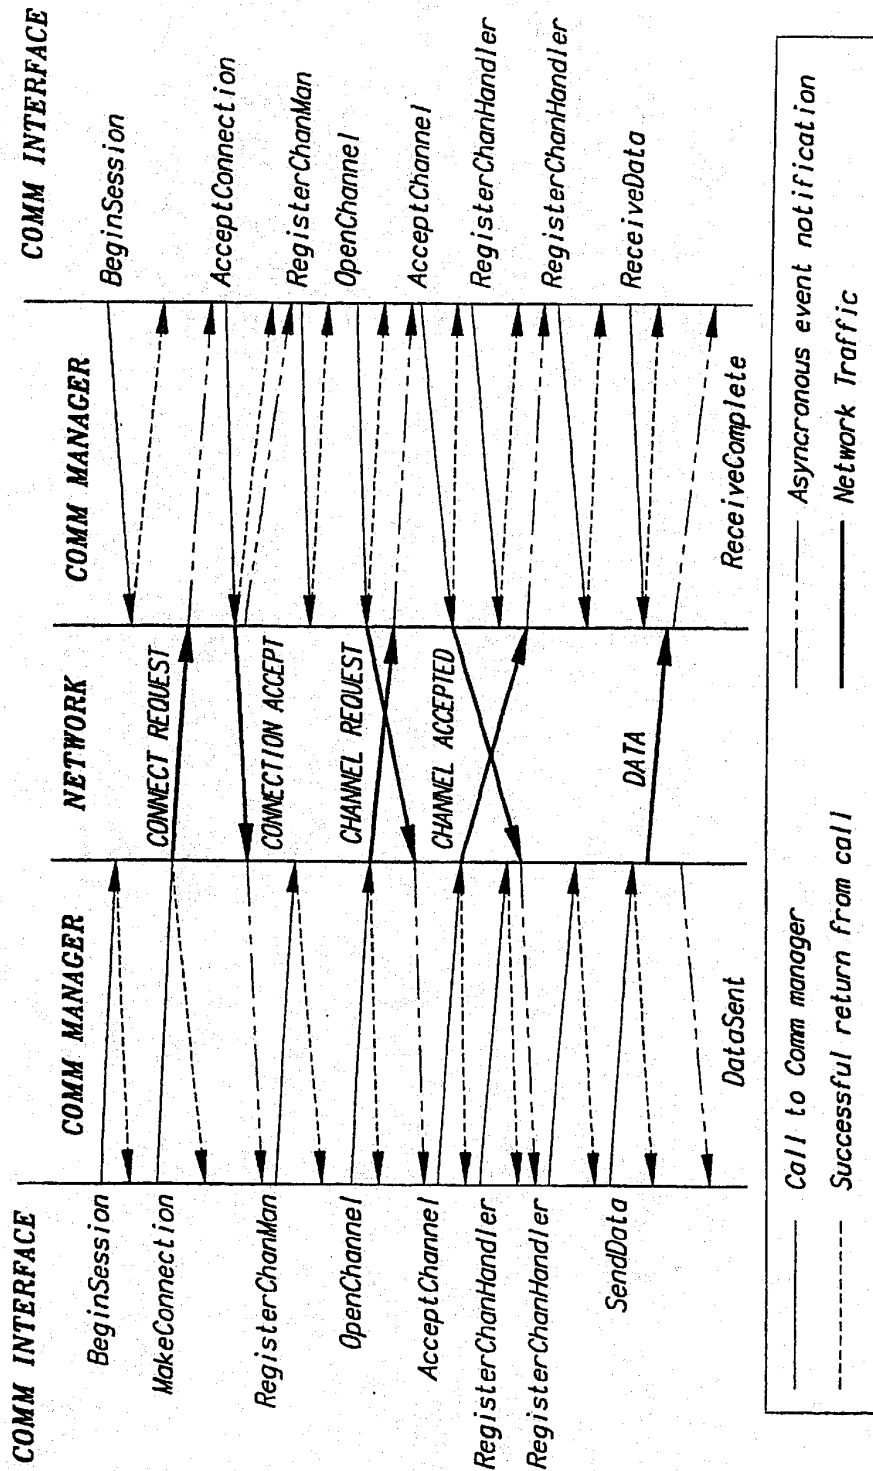 COMM INTERFACE
COMM MANAGER
NETWORK
COMM MANAGER
COMM INTERFACE
BeginSession
MakeConnection
RegisterChanMan
OpenChannel
AcceptChannel
RegisterChanHandler
RegisterChanHandler
SendData
DataSent
CONNECT REQUEST
CONNECTION ACCEPT
CHANNEL REQUEST
CHANNEL ACCEPTED
DATA
ReceiveComplete
BeginSession
AcceptConnection
RegisterChanMan
OpenChannel
AcceptChannel
RegisterChanHandler
RegisterChanHandler
ReceiveData
Call to Comm manager
Successful return from call
Asyncronous event notification
Network Traffic